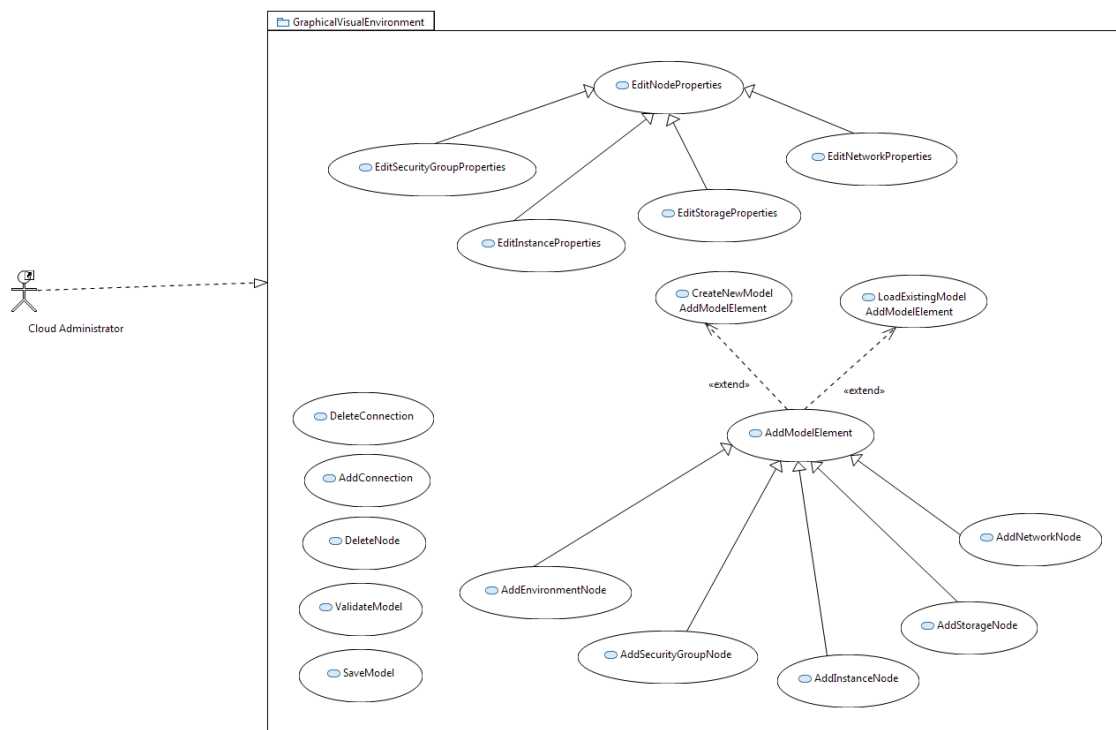 GraphicalVisualEnvironment
EditNodeProperties
EditSecurityGroupProperties
EditNetworkProperties
EditStorageProperties
EditInstanceProperties
CreateNewModel
AddModelElement
LoadExistingModel
AddModelElement
Cloud Administrator
«extend»
«extend»
DeleteConnection
AddModelElement
AddConnection
DeleteNode
AddNetworkNode
AddEnvironmentNode
ValidateModel
AddStorageNode
AddSecurityGroupNode
SaveModel
AddInstanceNode